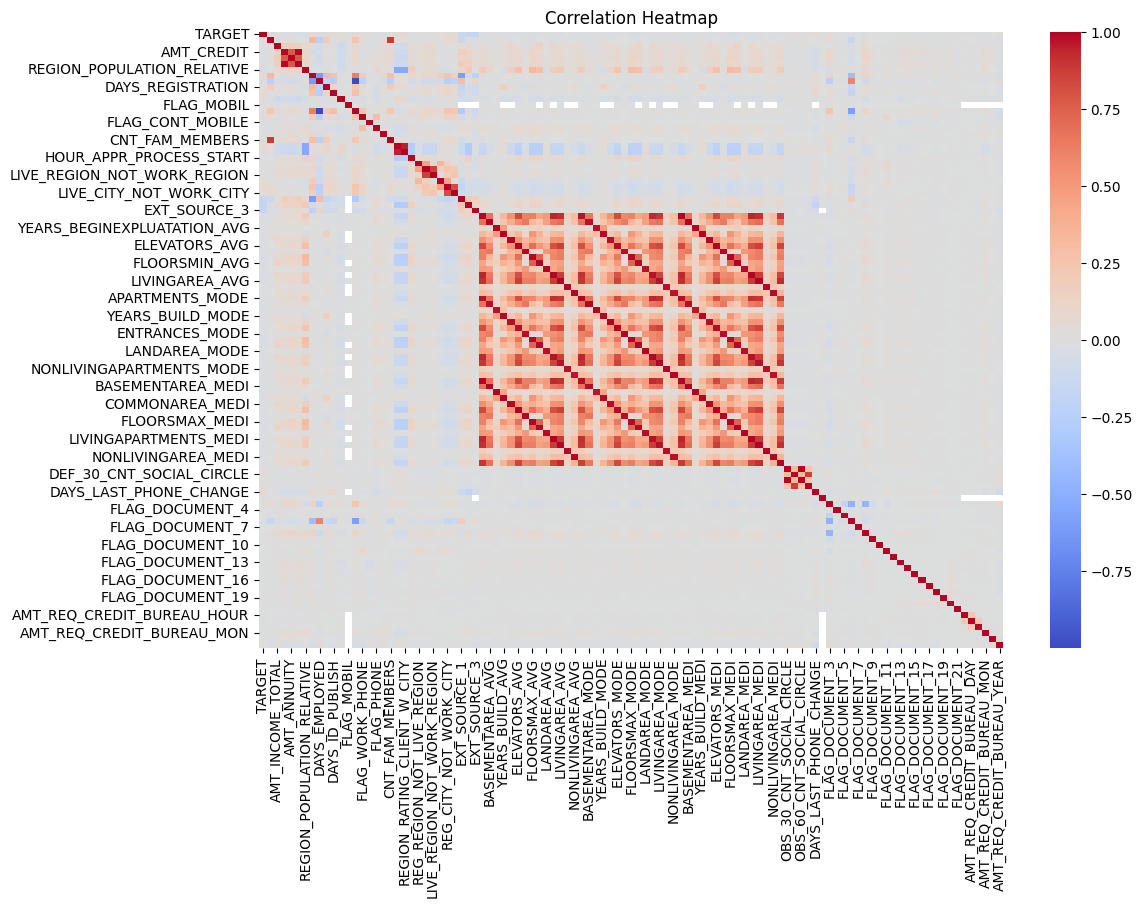 Correlation Heatmap
TARGET
AMT_CREDIT
REGION_POPULATION_RELATIVE
DAYS_REGISTRATION
FLAG_MOBIL
FLAG_CONT_MOBILE
CNT_FAM_MEMBERS
HOUR_APPR_PROCESS_START
LIVE_REGION_NOT_WORK_REGION
LIVE_CITY_NOT_WORK_CITY
EXT_SOURCE_3
YEARS_BEGINEXPLUATATION_AVG
ELEVATORS_AVG
FLOORSMIN_AVG
LIVINGAREA_AVG
APARTMENTS_MODE
YEARS_BUILD_MODE
ENTRANCES_MODE
LANDAREA_MODE
NONLIVINGAPARTMENTS_MODE
BASEMENTAREA_MEDI
COMMONAREA_MEDI
FLOORSMAX_MEDI
LIVINGAPARTMENTS_MEDI
NONLIVINGAREA_MEDI
DEF_30_CNT_SOCIAL_CIRCLE
DAYS_LAST_PHONE_CHANGE
FLAG_DOCUMENT_4
FLAG_DOCUMENT_7
FLAG_DOCUMENT_10
FLAG_DOCUMENT_13
FLAG_DOCUMENT_16
FLAG_DOCUMENT_19
AMT_REQ_CREDIT_BUREAU_HOUR
AMT_REQ_CREDIT_BUREAU_MON
TARGET
AMT_INCOME_TOTAL
AMT_ANNUITY
REGION_POPULATION_RELATIVE
DAYS_EMPLOYED
DAYS_ID_PUBLISH
FLAG_MOBIL
FLAG_WORK_PHONE
FLAG_PHONE
CNT_FAM_MEMBERS
REGION_RATING_CLIENT_W_CITY
REG_REGION_NOT_LIVE_REGION
LIVE_REGION_NOT_WORK_REGION
REG_CITY_NOT_WORK_CITY
EXT_SOURCE_1
EXT_SOURCE_3
BASEMENTAREA_AVG
YEARS_BUILD_AVG
ELEVATORS_AVG
FLOORSMAX_AVG
LANDAREA_AVG
LIVINGAREA_AVG
NONLIVINGAREA_AVG
BASEMENTAREA_MODE
YEARS_BUILD_MODE
ELEVATORS_MODE
FLOORSMAX_MODE
LANDAREA_MODE
LIVINGAREA_MODE
NONLIVINGAREA_MODE
BASEMENTAREA_MEDI
YEARS_BUILD_MEDI
ELEVATORS_MEDI
FLOORSMAX_MEDI
LANDAREA_MEDI
LIVINGAREA_MEDI
NONLIVINGAREA_MEDI
OBS_30_CNT_SOCIAL_CIRCLE
OBS_60_CNT_SOCIAL_CIRCLE
DAYS_LAST_PHONE_CHANGE
FLAG_DOCUMENT_3
FLAG_DOCUMENT_5
FLAG_DOCUMENT_7
FLAG_DOCUMENT_9
FLAG_DOCUMENT_11
FLAG_DOCUMENT_13
FLAG_DOCUMENT_15
FLAG_DOCUMENT_17
FLAG_DOCUMENT_19
FLAG_DOCUMENT_21
AMT_REQ_CREDIT_BUREAU_DAY
AMT_REQ_CREDIT_BUREAU_MON
AMT_REQ_CREDIT_BUREAU_YEAR
1.00
0.75
0.50
0.25
0.00
−0.25
−0.50
−0.75